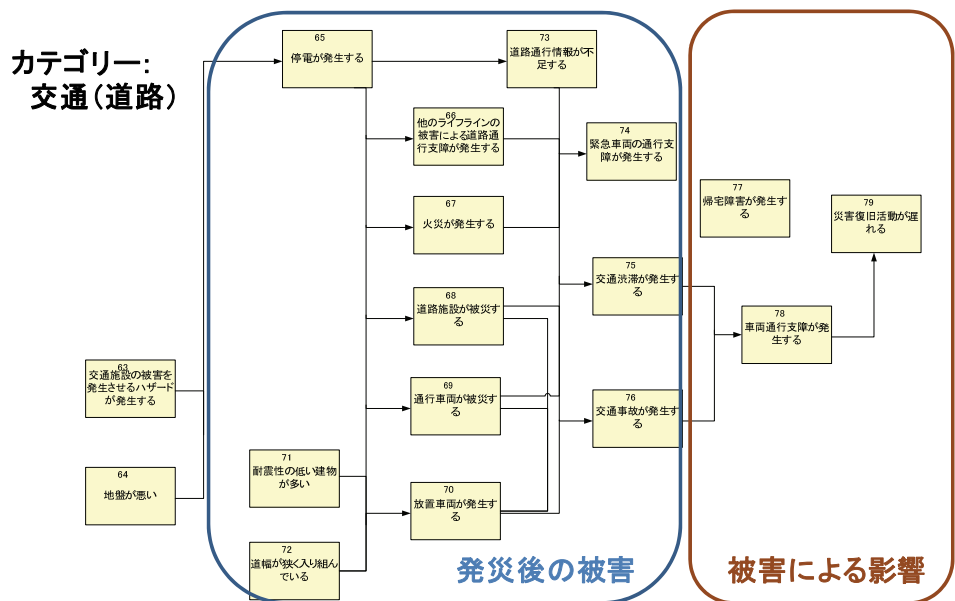 カテゴリー:
交通(道路)
65
停電が発生する
73
道路通行情報が不
足する
66
他のライフラインの
被害による道路通
行支障が発生する
74
緊急車両の通行支
障が発生する
67
火災が発生する
77
帰宅障害が発生す
る
79
災害復旧活動が遅
れる
68
道路施設が被災す
る
75
交通渋滞が発生す
る
78
車両通行支障が発
生する
63
交通施設の被害を
発生させるハザード
が発生する
69
通行車両が被災す
る
76
交通事故が発生す
る
64
地盤が悪い
71
耐震性の低い建物
が多い
70
放置車両が発生す
る
72
道幅が狭く入り組ん
でいる
発災後の被害
被害による影響